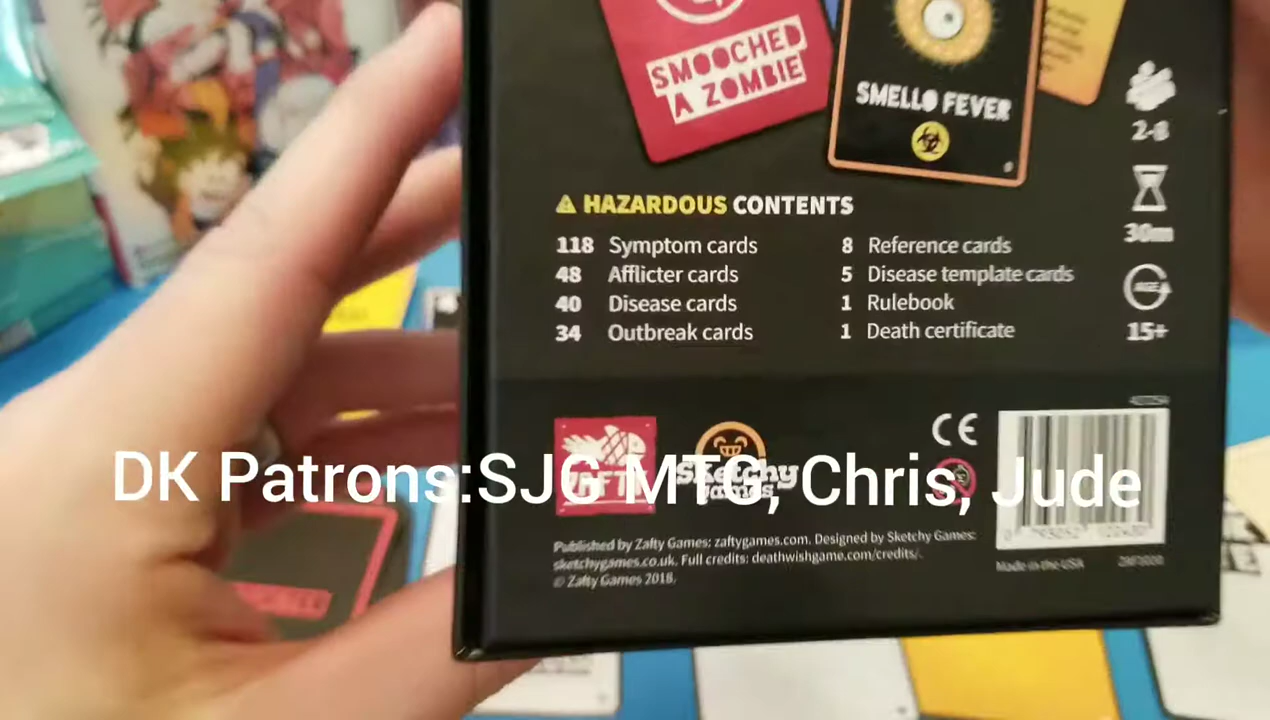 SMOOCHED
A ZOMBIE
SMELLO FEVER
2-8
30m
15+
HAZARDOUS CONTENTS
118 Symptom cards
48 Afflicter cards
40 Disease cards
34 Outbreak cards
8 Reference cards
5 Disease template cards
1 Rulebook
1 Death certificate
CE
Sketchy
games
DK Patrons:SJG MTG, Chris, Jude
Published by Zafty Games: zaftygames.com. Designed by Sketchy Games:
sketchygames.co.uk. Full credits: deathwishgame.com/credits/.
© Zafty Games 2018.
Made in the USA